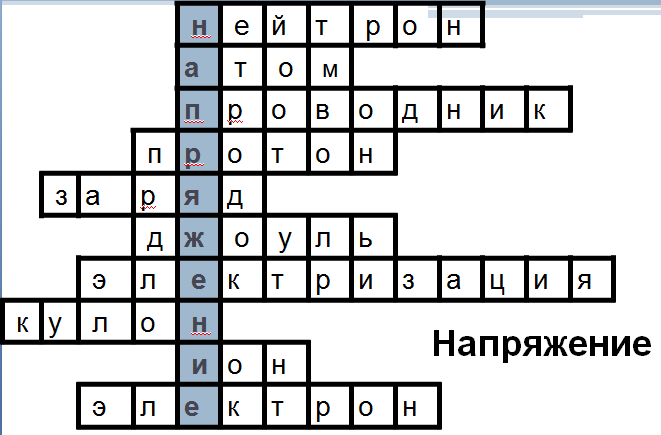 нейтрон
атом
проводник
протон
заряд
джоуль
электризация
кулон
Напряжение
ион
электрон